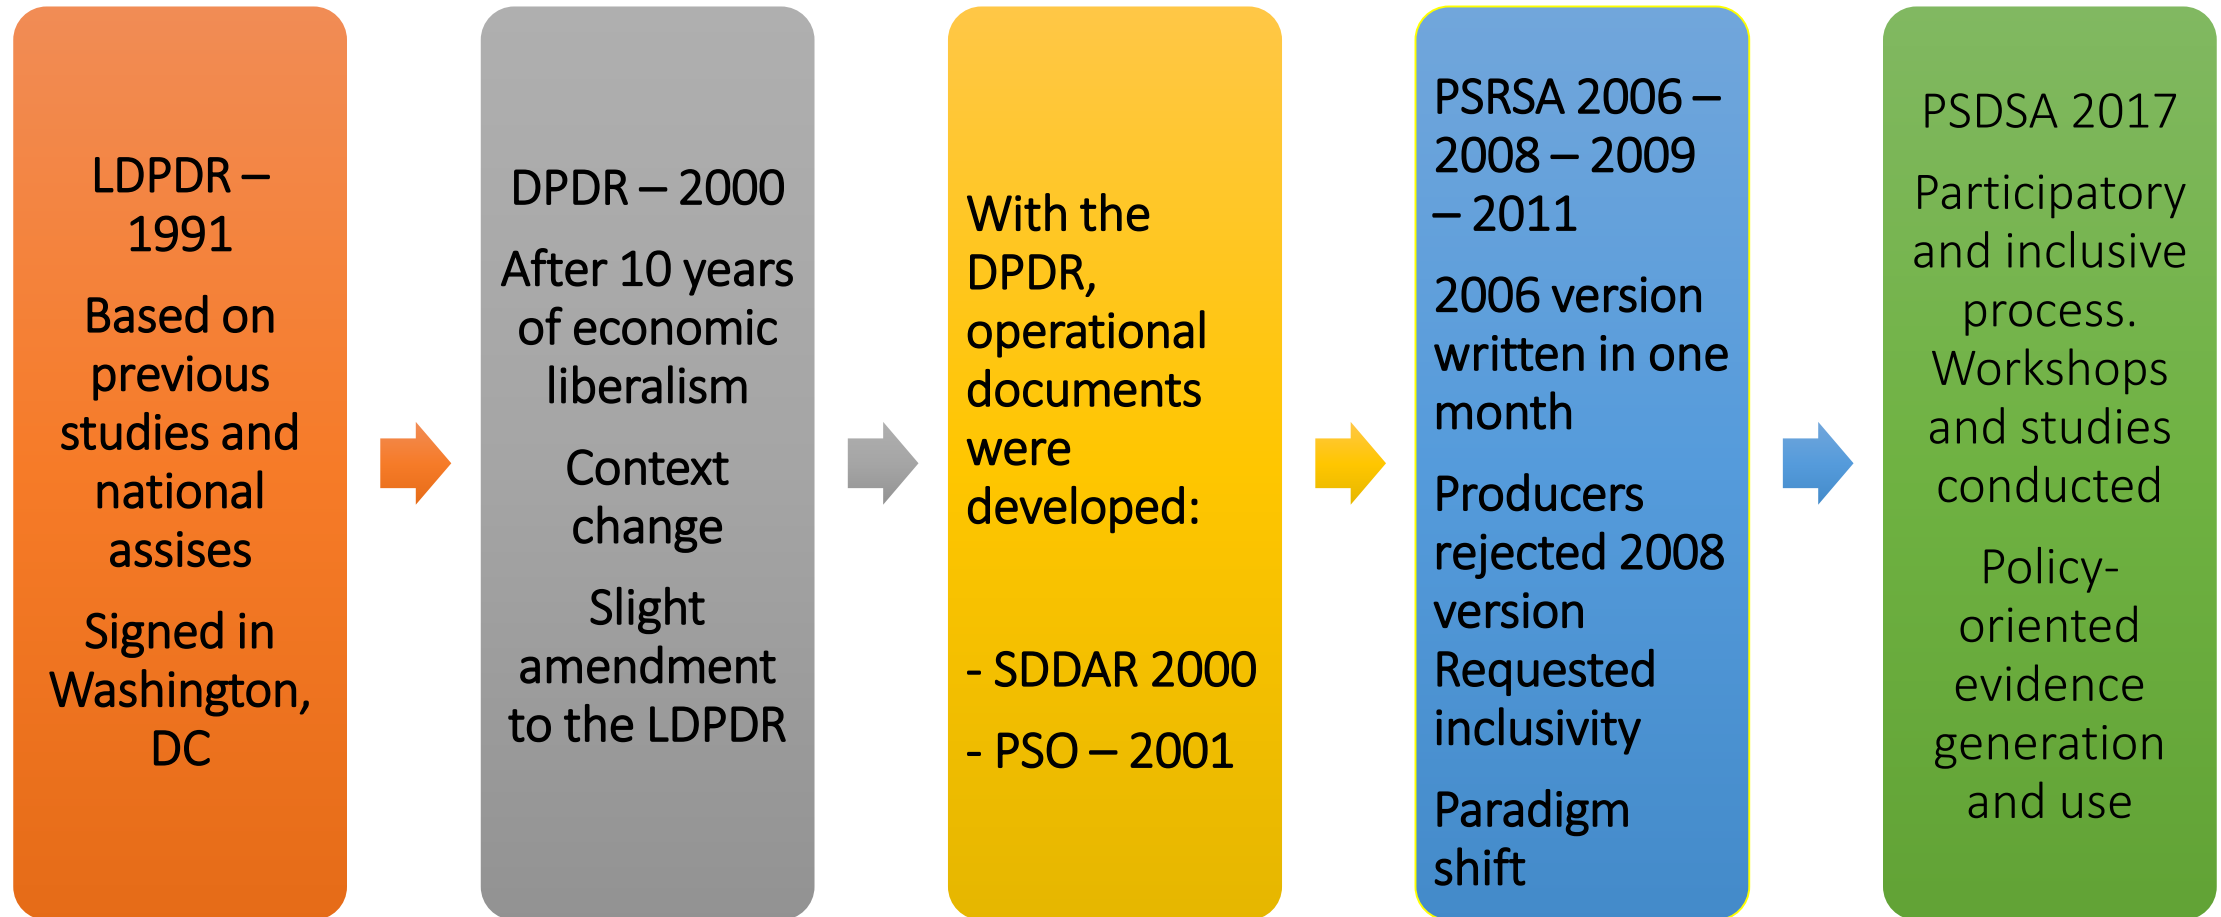 LDPDR –
1991
Based on
previous
studies and
national
assises
Signed in
Washington,
DC
DPDR – 2000
After 10 years
of economic
liberalism
Context
change
Slight
amendment
to the LDPDR
With the
DPDR,
operational
documents
were
developed:
- SDDAR 2000
- PSO – 2001
PSRSA 2006 –
2008 – 2009
– 2011
2006 version
written in one
month
Producers
rejected 2008
version
Requested
inclusivity
Paradigm
shift
PSDSA 2017
Participatory
and inclusive
process.
Workshops
and studies
conducted
Policy-
oriented
evidence
generation
and use